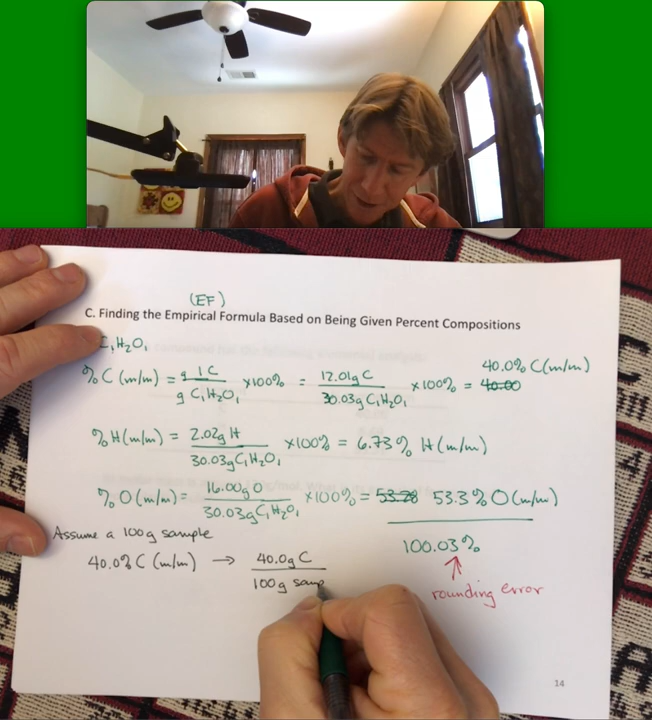 (EF)
C. Finding the Empirical Formula Based on Being Given Percent Compositions
C₁H₂O₁
% C (m/m) = g 1 C / g C₁H₂O₁ ×100% = 12.01g C / 30.03g C₁H₂O₁ ×100% = 40.00 40.0% C(m/m)
% H(m/m) = 2.02g H / 30.03g C₁H₂O₁ ×100% = 6.73% H(m/m)
% O(m/m) = 16.00g O / 30.03g C₁H₂O₁ ×100% = 53.28 53.3% O(m/m)
Assume a 100g sample
100.03%
40.0% C (m/m) → 40.0g C / 100g samp
rounding error
14